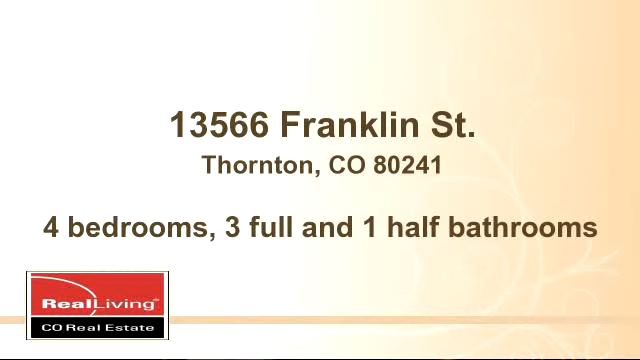 13566 Franklin St.
Thornton, CO 80241
4 bedrooms, 3 full and 1 half bathrooms
RealLiving
CO Real Estate